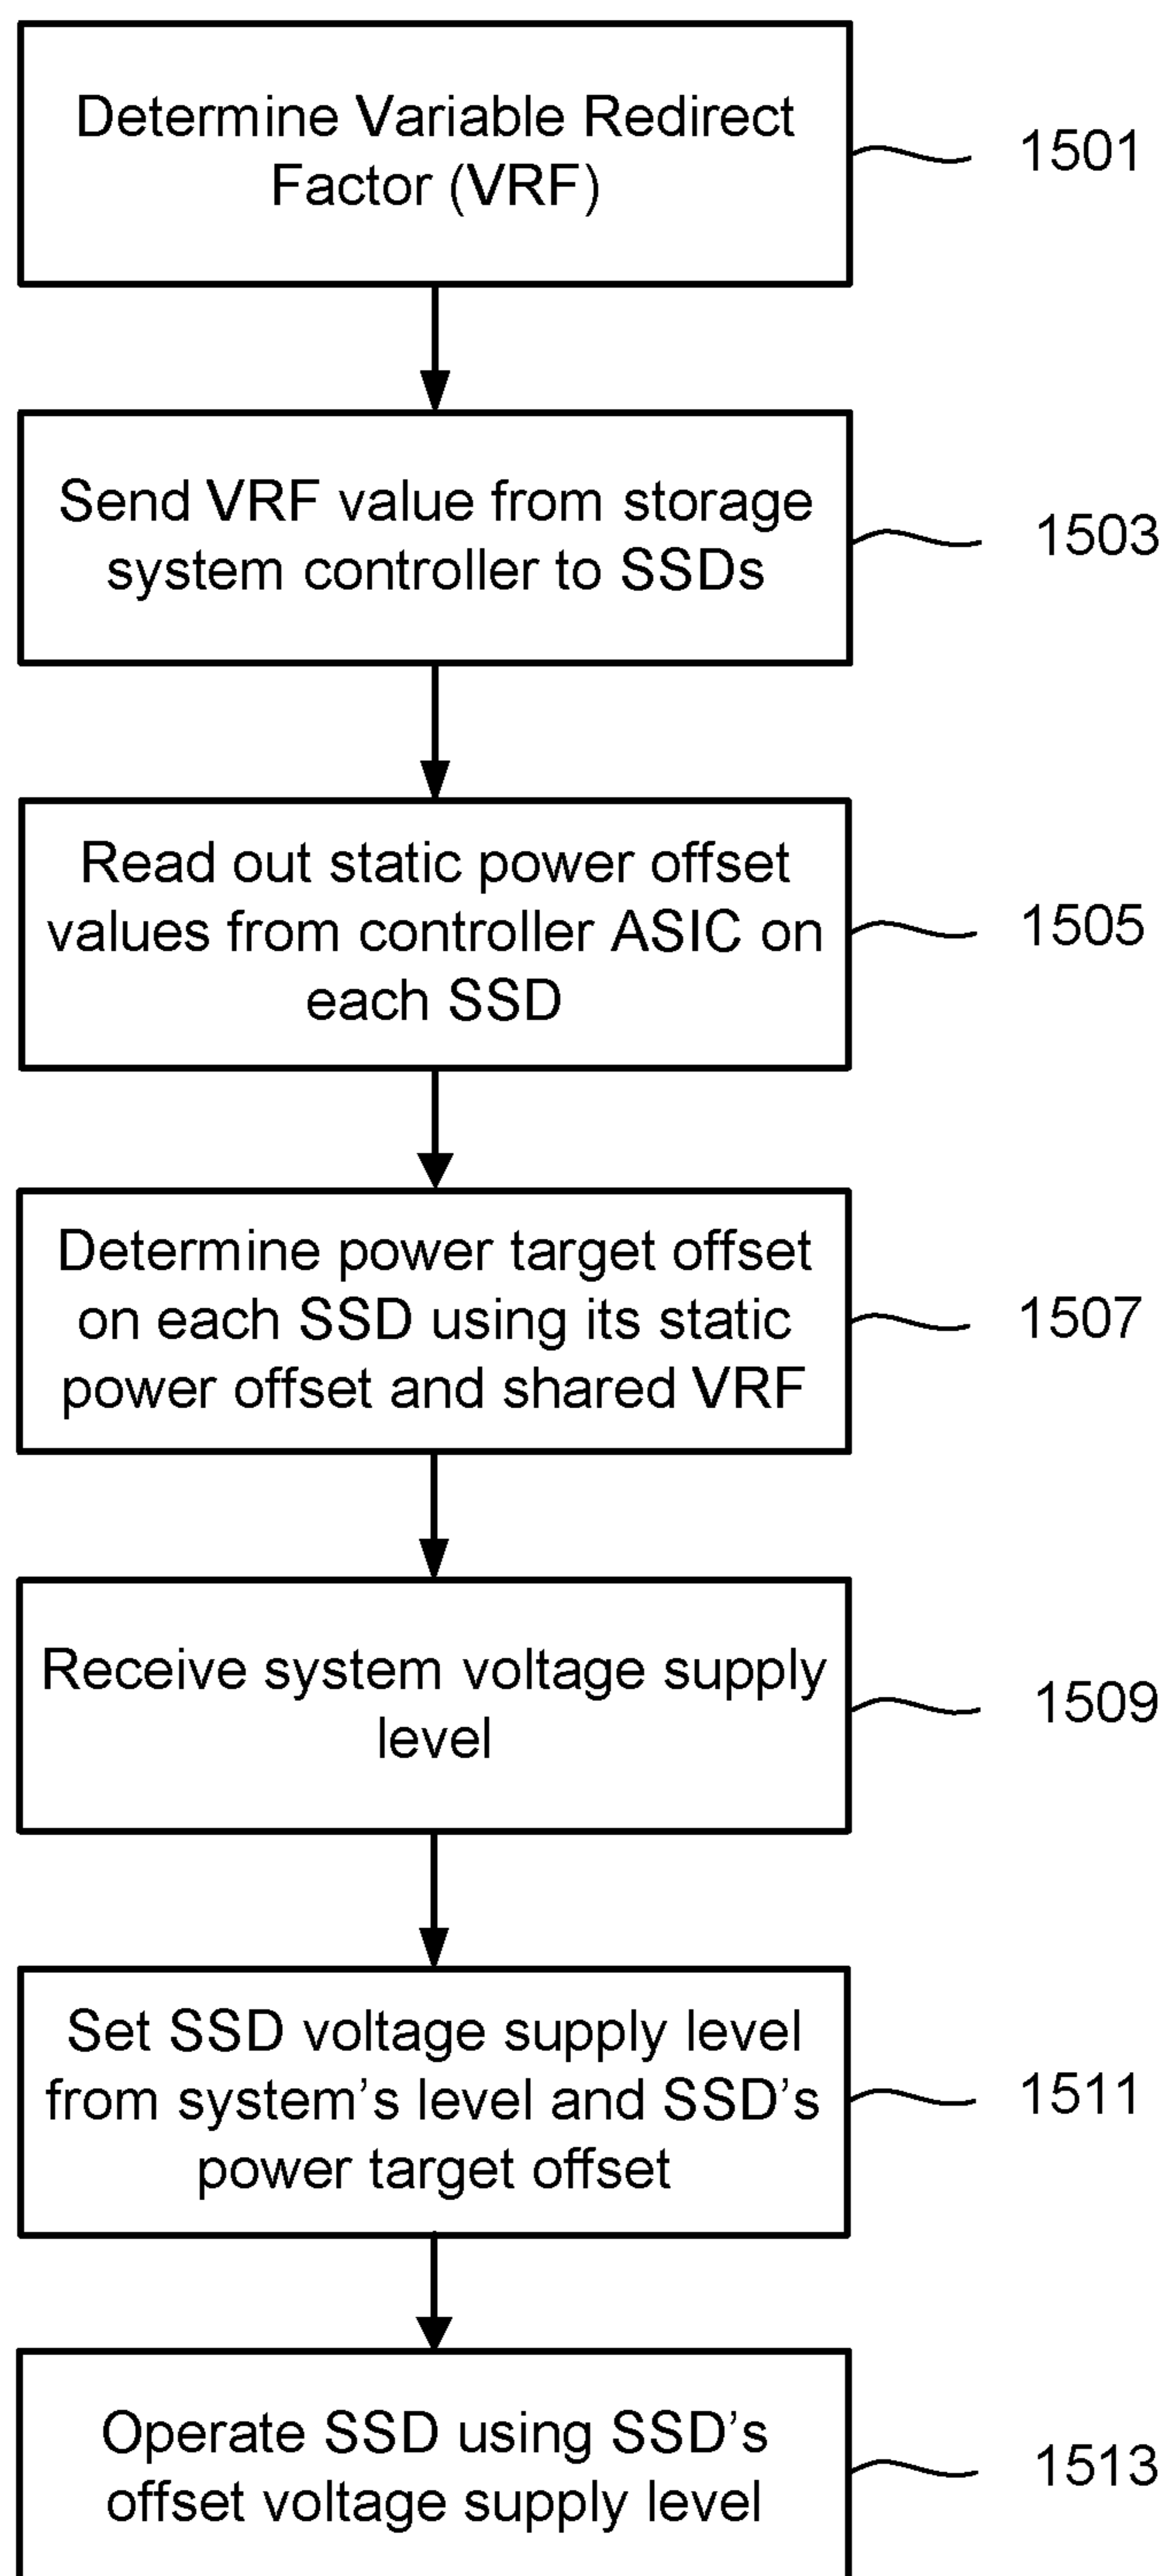 Determine Variable Redirect
Factor (VRF)
1501
Send VRF value from storage
system controller to SSDs
1503
Read out static power offset
values from controller ASIC on
each SSD
1505
Determine power target offset
on each SSD using its static
power offset and shared VRF
1507
Receive system voltage supply
level
1509
Set SSD voltage supply level
from system's level and SSD's
power target offset
1511
Operate SSD using SSD's
offset voltage supply level
1513